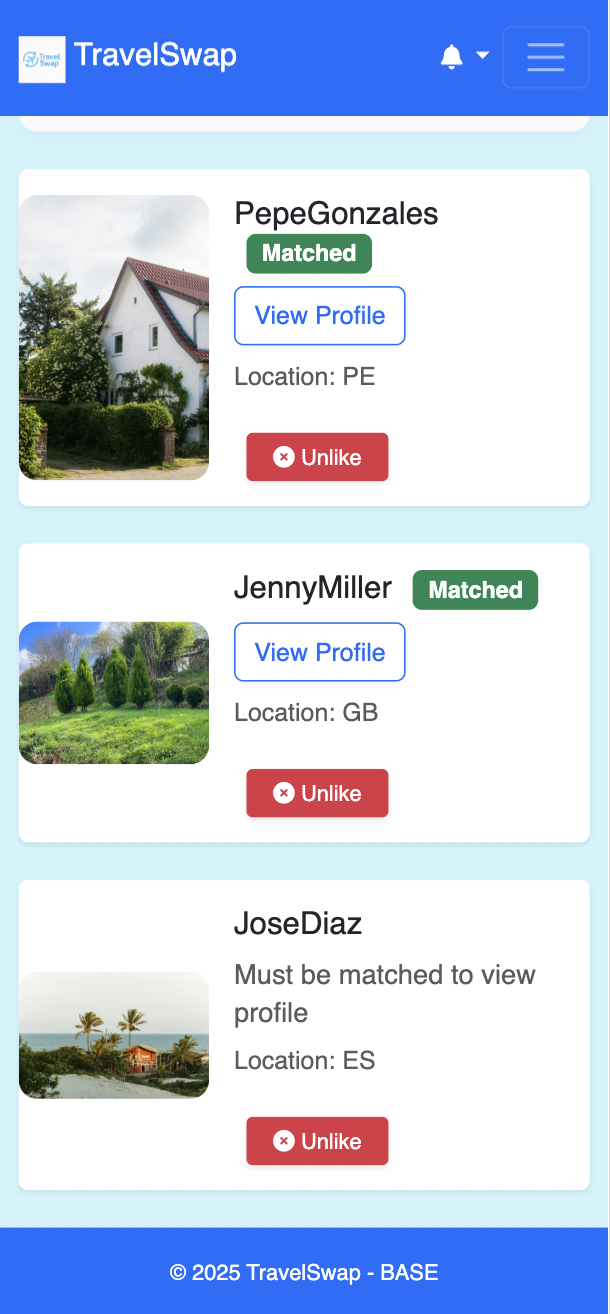 Travel
Swap
TravelSwap
PepeGonzales
Matched
View Profile
Location: PE
Unlike
JennyMiller Matched
View Profile
Location: GB
Unlike
JoseDiaz
Must be matched to view
profile
Location: ES
Unlike
© 2025 TravelSwap - BASE